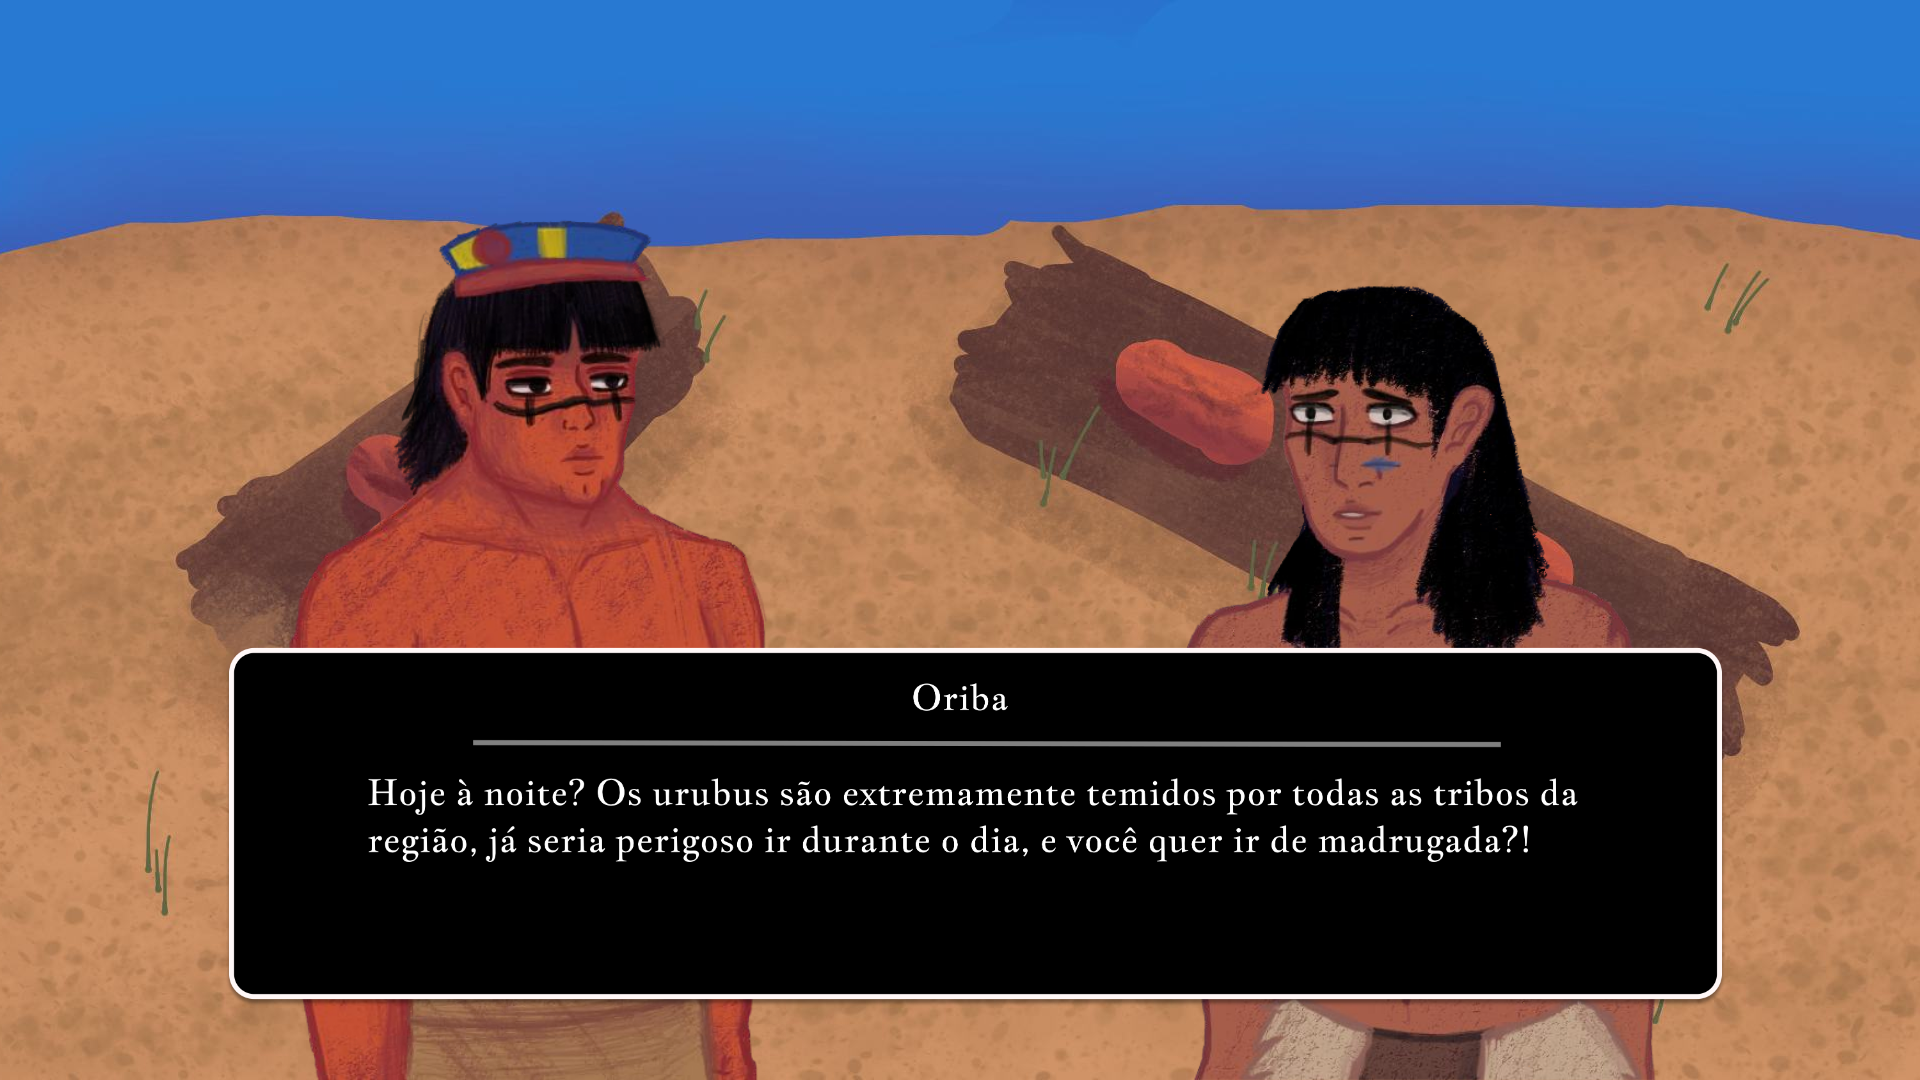 Oriba
Hoje à noite? Os urubus são extremamente temidos por todas as tribos da
região, já seria perigoso ir durante o dia, e você quer ir de madrugada?!